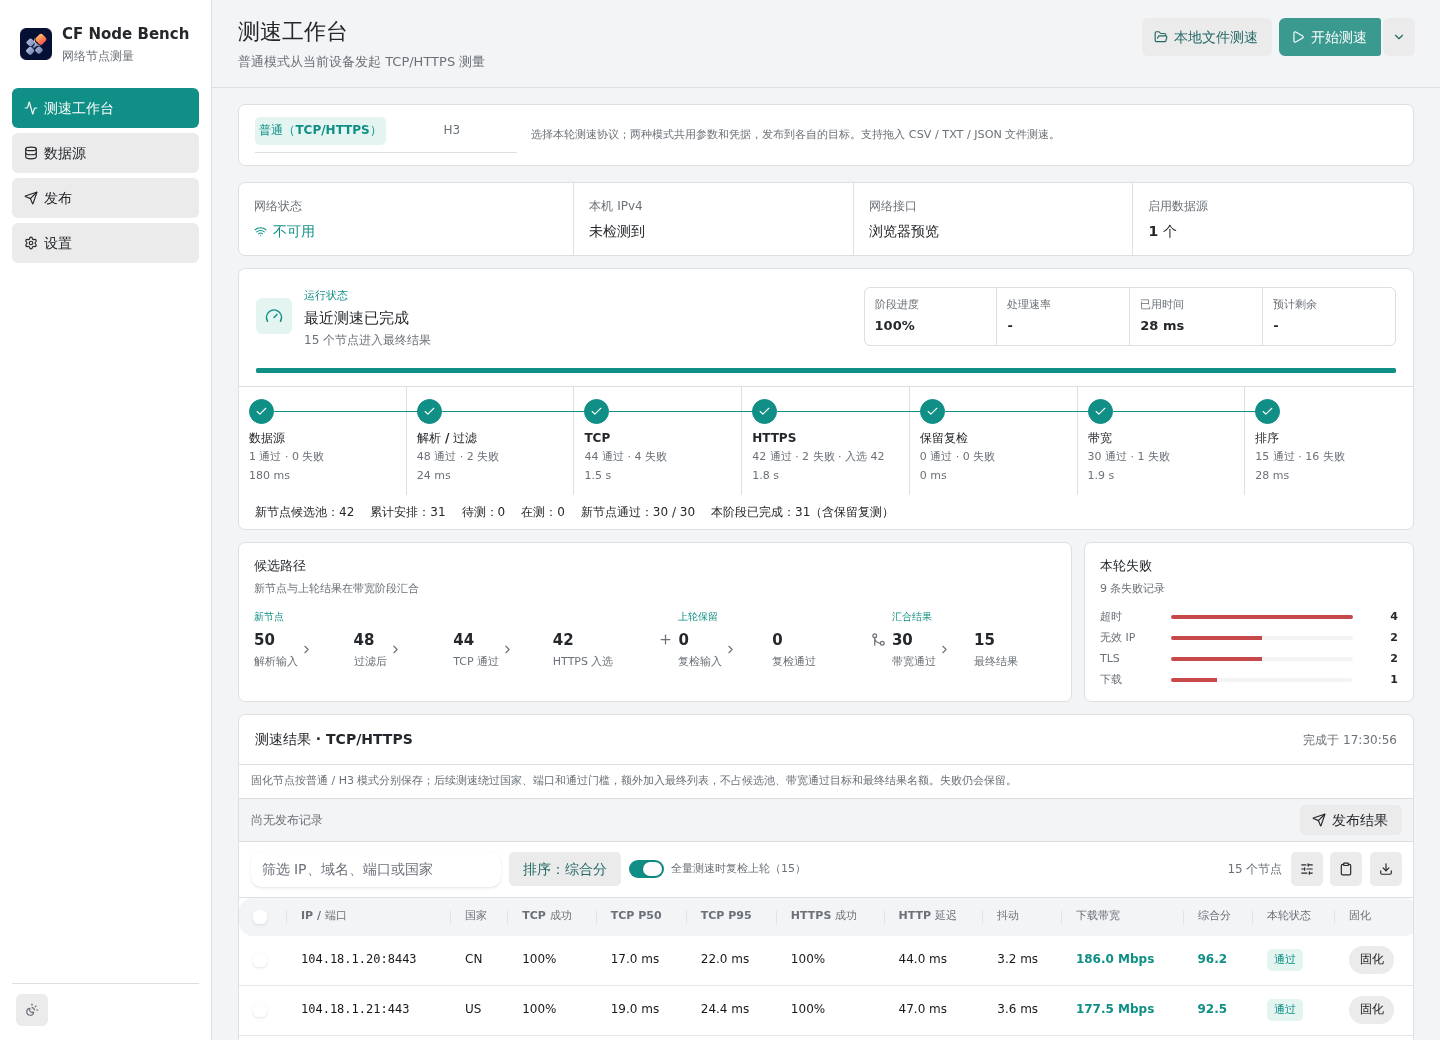 CF Node Bench
网络节点测量
测速工作台
数据源
发布
设置
测速工作台
普通模式从当前设备发起 TCP/HTTPS 测量
本地文件测速
开始测速
普通（TCP/HTTPS）
H3
选择本轮测速协议；两种模式共用参数和凭据，发布到各自的目标。支持拖入 CSV / TXT / JSON 文件测速。
网络状态
不可用
本机 IPv4
未检测到
网络接口
浏览器预览
启用数据源
1 个
运行状态
最近测速已完成
15 个节点进入最终结果
阶段进度
100%
处理速率
-
已用时间
28 ms
预计剩余
-
数据源
1 通过 · 0 失败
180 ms
解析 / 过滤
48 通过 · 2 失败
24 ms
TCP
44 通过 · 4 失败
1.5 s
HTTPS
42 通过 · 2 失败 · 入选 42
1.8 s
保留复检
0 通过 · 0 失败
0 ms
带宽
30 通过 · 1 失败
1.9 s
排序
15 通过 · 16 失败
28 ms
新节点候选池：42 累计安排：31 待测：0 在测：0 新节点通过：30 / 30 本阶段已完成：31（含保留复测）
候选路径
新节点与上轮结果在带宽阶段汇合
新节点
50
解析输入
48
过滤后
44
TCP 通过
42
HTTPS 入选
+
上轮保留
0
复检输入
0
复检通过
汇合结果
30
带宽通过
15
最终结果
本轮失败
9 条失败记录
超时 4
无效 IP 2
TLS 2
下载 1
测速结果 · TCP/HTTPS
完成于 17:30:56
固化节点按普通 / H3 模式分别保存；后续测速绕过国家、端口和通过门槛，额外加入最终列表，不占候选池、带宽通过目标和最终结果名额。失败仍会保留。
尚无发布记录
发布结果
筛选 IP、域名、端口或国家
排序：综合分
全量测速时复检上轮（15）
15 个节点
IP / 端口 国家 TCP 成功 TCP P50 TCP P95 HTTPS 成功 HTTP 延迟 抖动 下载带宽 综合分 本轮状态 固化
104.18.1.20:8443 CN 100% 17.0 ms 22.0 ms 100% 44.0 ms 3.2 ms 186.0 Mbps 96.2 通过 固化
104.18.1.21:443 US 100% 19.0 ms 24.4 ms 100% 47.0 ms 3.6 ms 177.5 Mbps 92.5 通过 固化